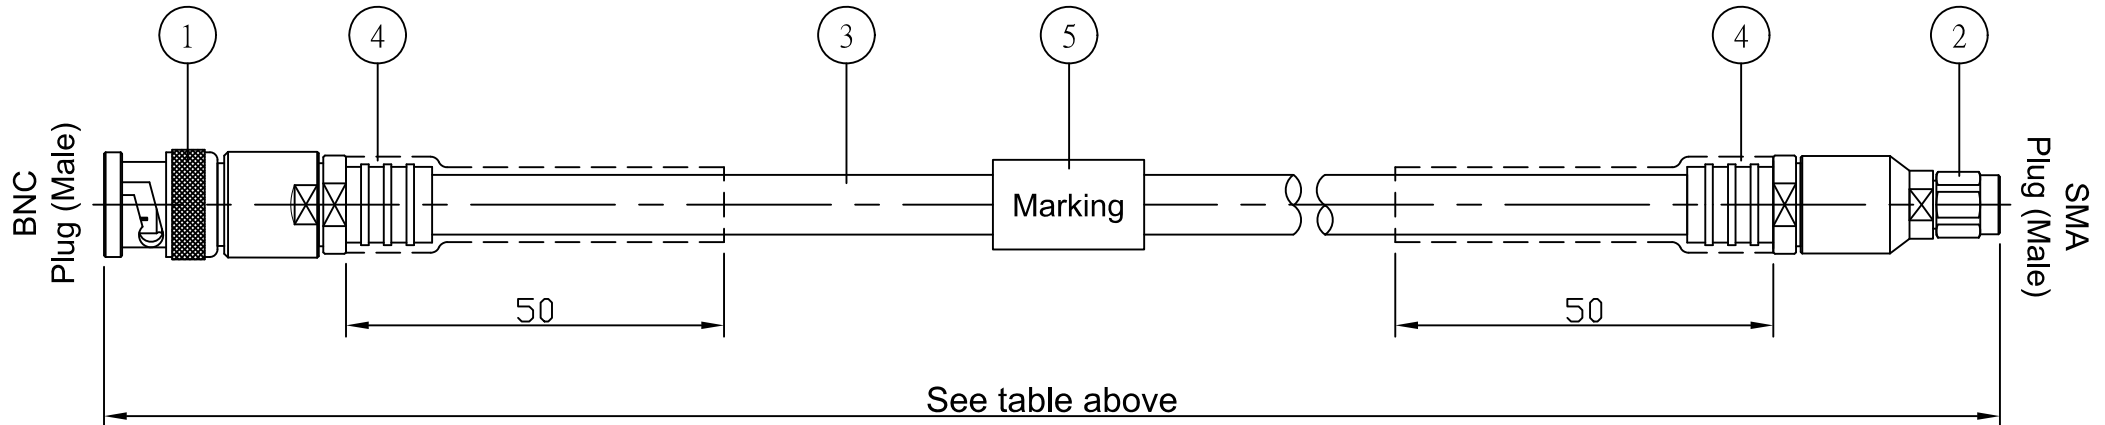 1
4
3
5
4
2
BNC
Plug (Male)
Marking
SMA
Plug (Male)
50
50
See table above